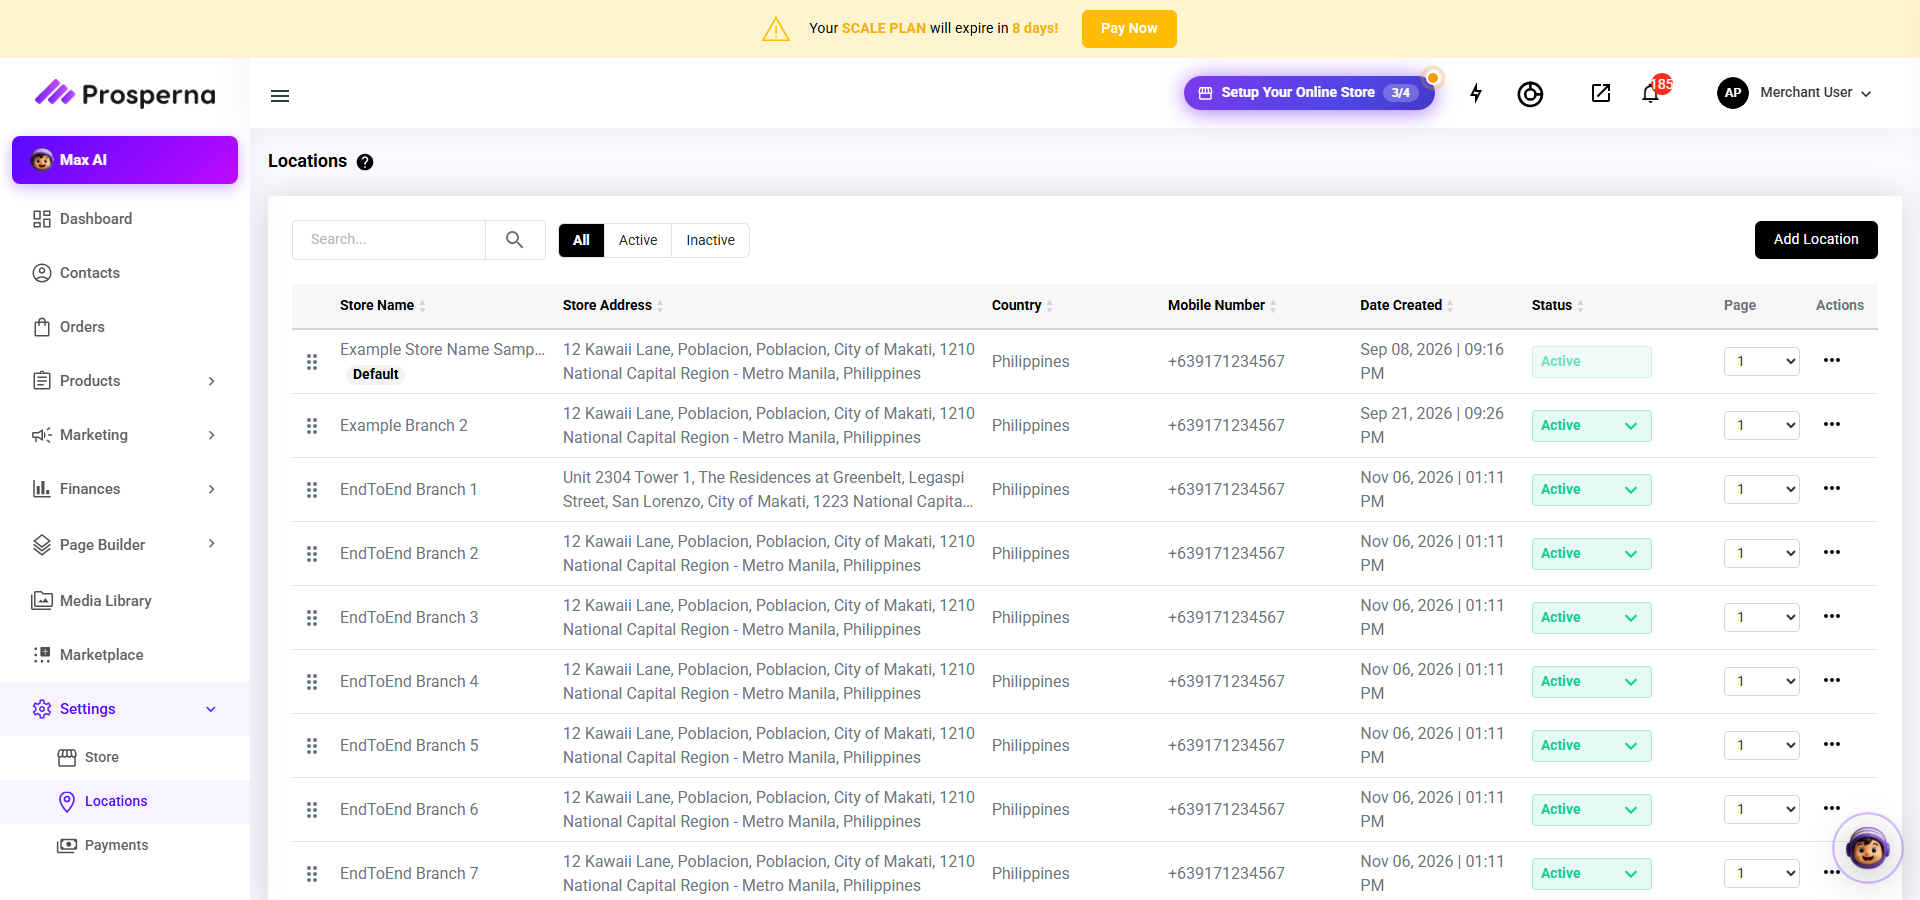 Your SCALE PLAN will expire in 8 days!
Pay Now
Prosperna
Setup Your Online Store 3/4
185
AP
Merchant User
Max AI
Dashboard
Contacts
Orders
Products
Marketing
Finances
Page Builder
Media Library
Marketplace
Settings
Store
Locations
Payments
Locations ?
Search...
All
Active
Inactive
Add Location
Store Name Store Address Country Mobile Number Date Created Status Page Actions
Example Store Name Samp...
Default
12 Kawaii Lane, Poblacion, Poblacion, City of Makati, 1210
National Capital Region - Metro Manila, Philippines
Philippines
+639171234567
Sep 08, 2026 | 09:16
PM
Active
1
Example Branch 2
12 Kawaii Lane, Poblacion, Poblacion, City of Makati, 1210
National Capital Region - Metro Manila, Philippines
Philippines
+639171234567
Sep 21, 2026 | 09:26
PM
Active
1
EndToEnd Branch 1
Unit 2304 Tower 1, The Residences at Greenbelt, Legaspi
Street, San Lorenzo, City of Makati, 1223 National Capita...
Philippines
+639171234567
Nov 06, 2026 | 01:11
PM
Active
1
EndToEnd Branch 2
12 Kawaii Lane, Poblacion, Poblacion, City of Makati, 1210
National Capital Region - Metro Manila, Philippines
Philippines
+639171234567
Nov 06, 2026 | 01:11
PM
Active
1
EndToEnd Branch 3
12 Kawaii Lane, Poblacion, Poblacion, City of Makati, 1210
National Capital Region - Metro Manila, Philippines
Philippines
+639171234567
Nov 06, 2026 | 01:11
PM
Active
1
EndToEnd Branch 4
12 Kawaii Lane, Poblacion, Poblacion, City of Makati, 1210
National Capital Region - Metro Manila, Philippines
Philippines
+639171234567
Nov 06, 2026 | 01:11
PM
Active
1
EndToEnd Branch 5
12 Kawaii Lane, Poblacion, Poblacion, City of Makati, 1210
National Capital Region - Metro Manila, Philippines
Philippines
+639171234567
Nov 06, 2026 | 01:11
PM
Active
1
EndToEnd Branch 6
12 Kawaii Lane, Poblacion, Poblacion, City of Makati, 1210
National Capital Region - Metro Manila, Philippines
Philippines
+639171234567
Nov 06, 2026 | 01:11
PM
Active
1
EndToEnd Branch 7
12 Kawaii Lane, Poblacion, Poblacion, City of Makati, 1210
National Capital Region - Metro Manila, Philippines
Philippines
+639171234567
Nov 06, 2026 | 01:11
PM
Active
1